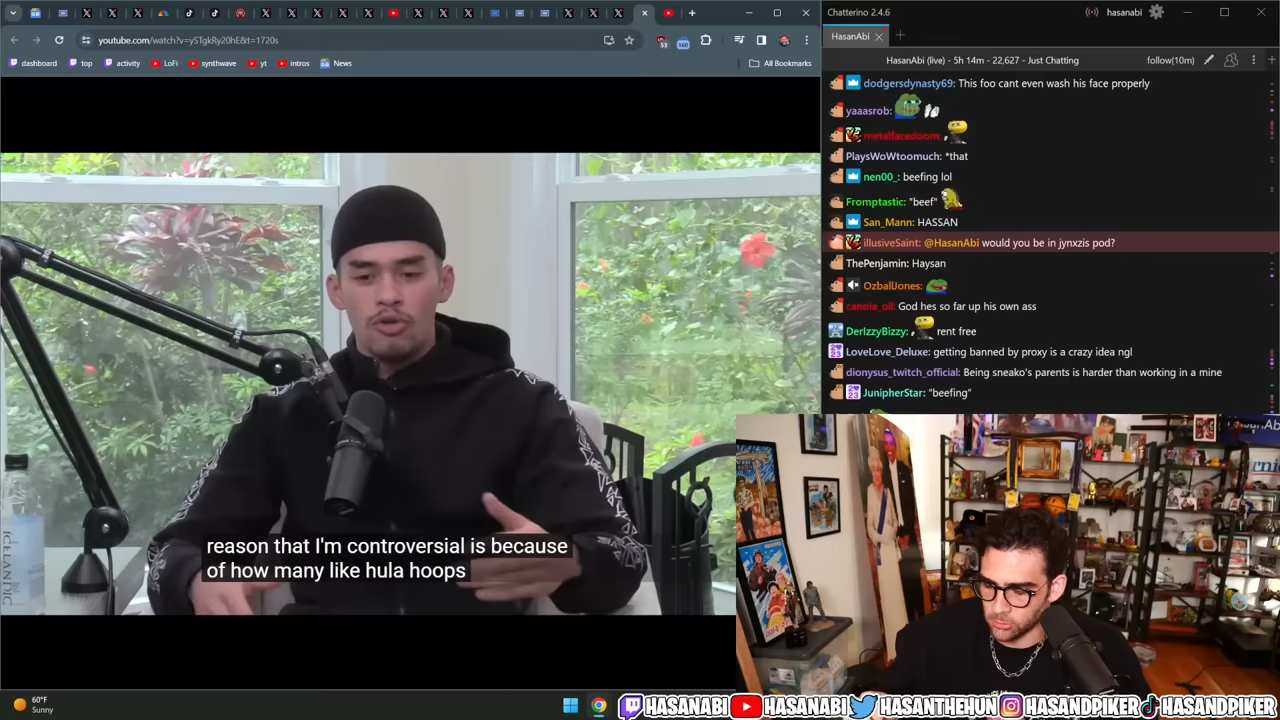 youtube.com/watch?v=ySTgkRy20hE&t=1720s
53
160
dashboard
top
activity
LoFi
synthwave
yt
intros
News
All Bookmarks
reason that I'm controversial is because
of how many like hula hoops
ICELANDIC
60°F
Sunny
Chatterino 2.4.6
hasanabi
HasanAbi
HasanAbi (live) - 5h 14m - 22,627 - Just Chatting
follow(10m)
dodgersdynasty69: This foo cant even wash his face properly
yaaasrob:
metalfacedoom:
PlaysWoWtoomuch: *that
nen00_: beefing lol
Fromptastic: "beef"
San_Mann: HASSAN
illusiveSaint: @HasanAbi would you be in jynxzis pod?
ThePenjamin: Haysan
OzballJones:
canola_oil: God hes so far up his own ass
DerIzzyBizzy: rent free
LoveLove_Deluxe: getting banned by proxy is a crazy idea ngl
dionysus_twitch_official: Being sneako's parents is harder than working in a mine
JunipherStar: "beefing"
HASANABI
HASANABI
HASANTHEHUN
HASANDPIKER
HASANDPIKER